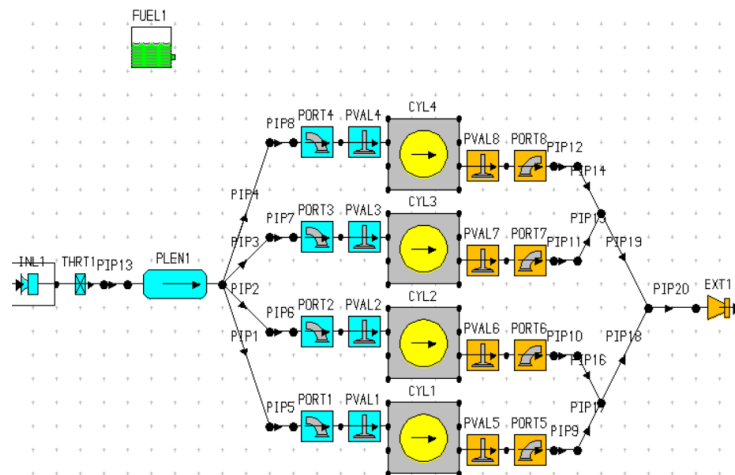 FUEL1
CYL4
PIP8 PORT4 PVAL4
PVAL8 PORT8
PIP12
PIP14
PIP4
CYL3
PIP7 PORT3 PVAL3
PVAL7 PORT7
PIP3
PIP11
PIP19
INL1 THRT1 PIP13 PLEN1
PIP2
PIP20 EXT1
CYL2
PIP6 PORT2 PVAL2
PVAL6 PORT6
PIP1
PIP10
PIP18
PIP16
CYL1
PIP5 PORT1 PVAL1
PVAL5 PORT5
PIP9